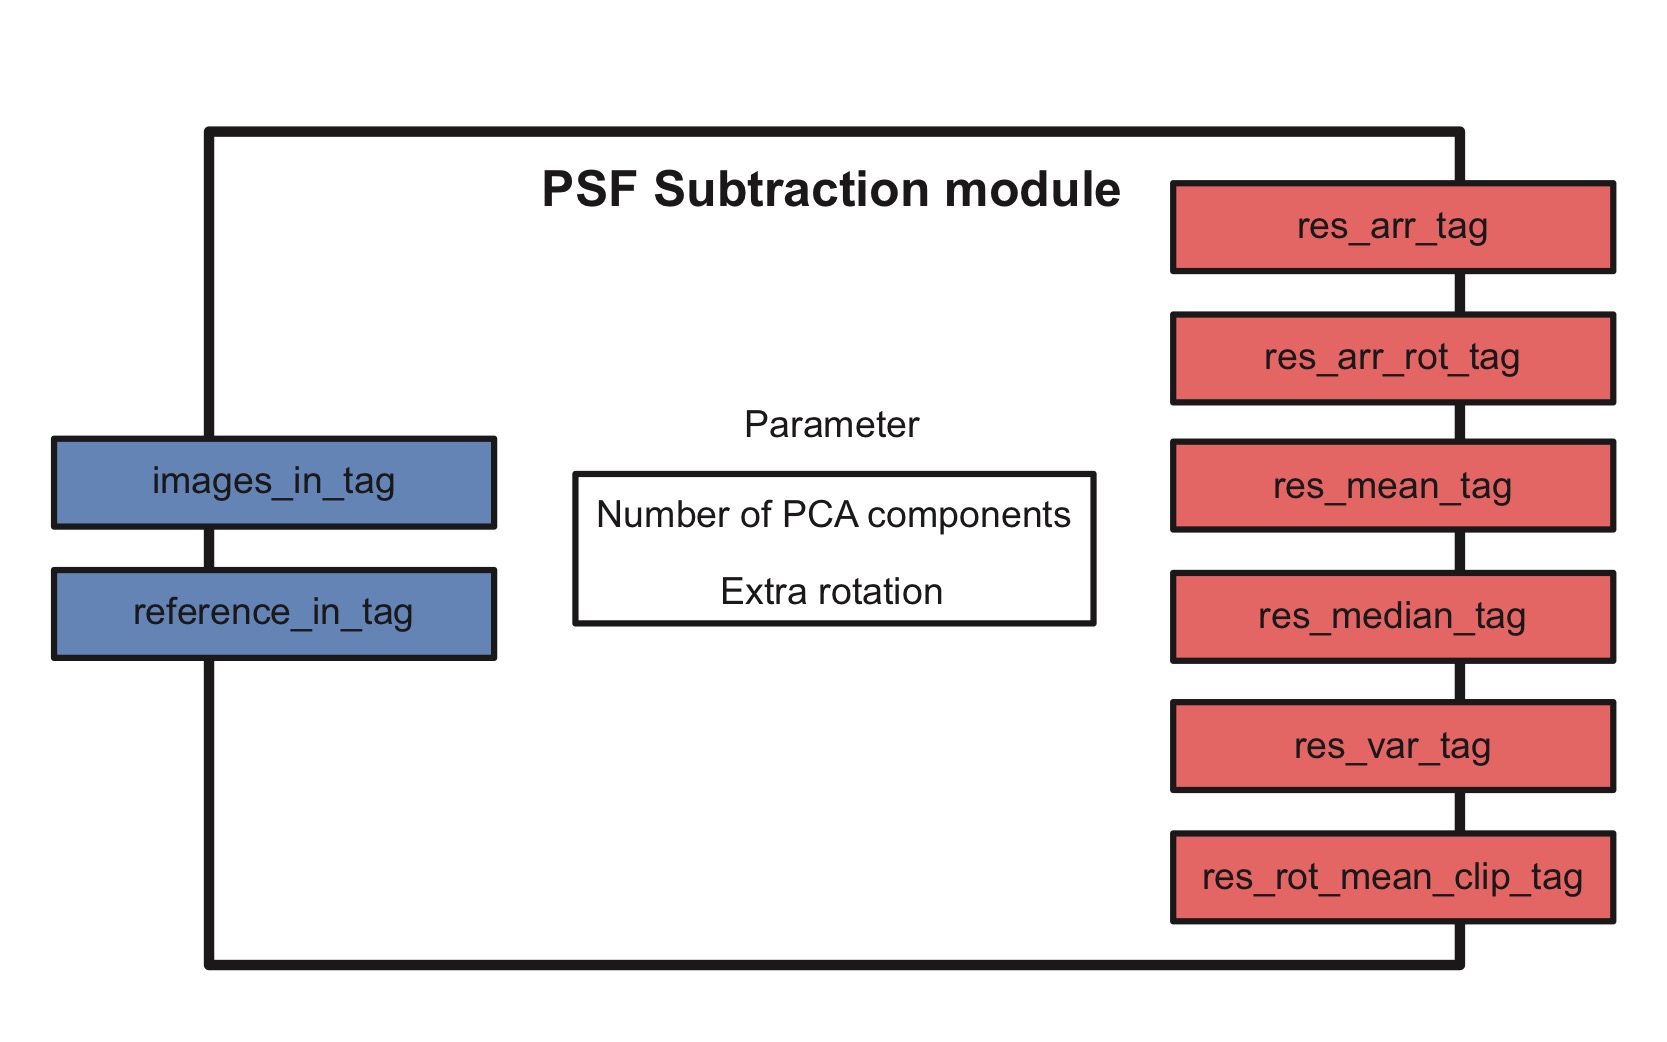 PSF Subtraction module
images_in_tag
reference_in_tag
Parameter
Number of PCA components
Extra rotation
res_arr_tag
res_arr_rot_tag
res_mean_tag
res_median_tag
res_var_tag
res_rot_mean_clip_tag